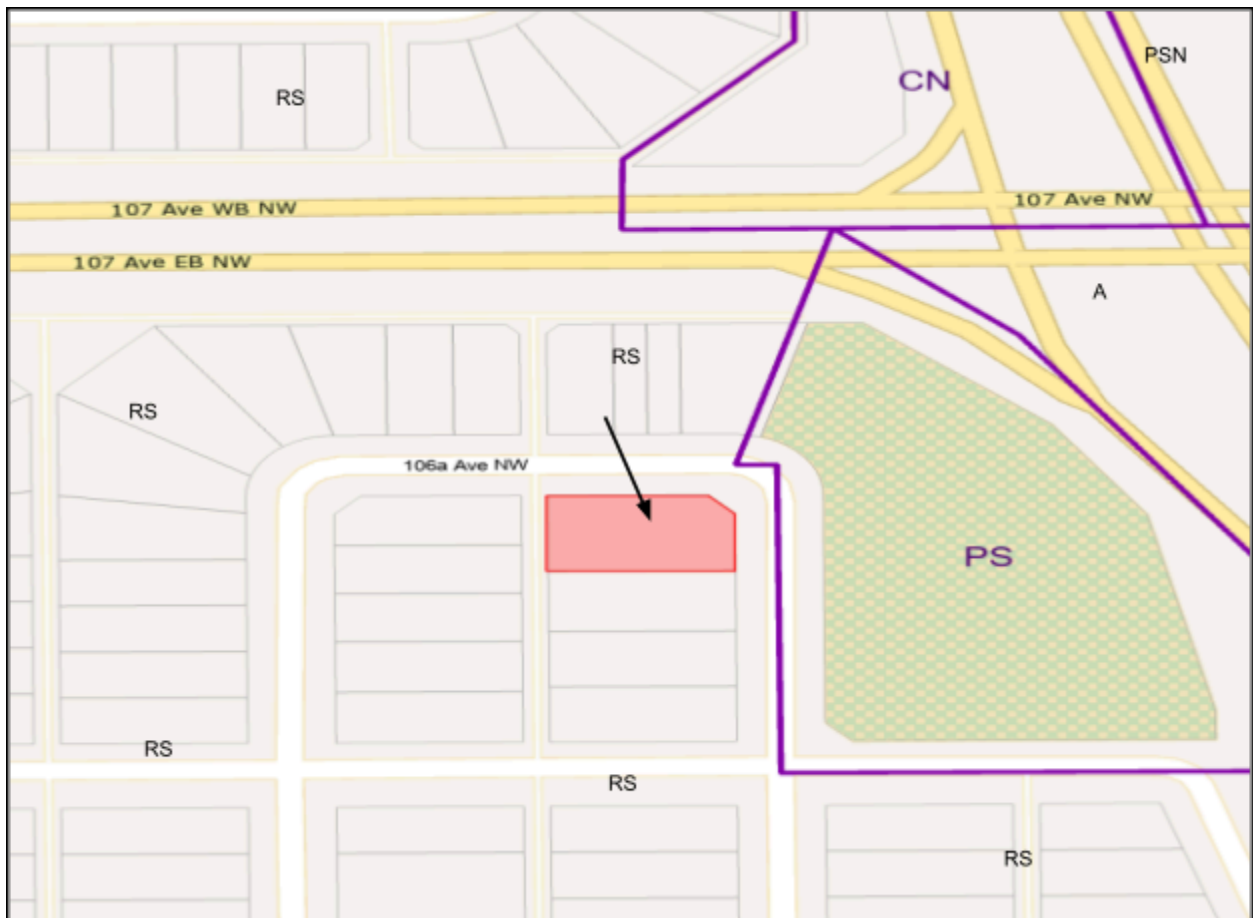 PSN
CN
RS
107 Ave NW
107 Ave WB NW
107 Ave EB NW
A
RS
RS
106a Ave NW
PS
RS
RS
RS